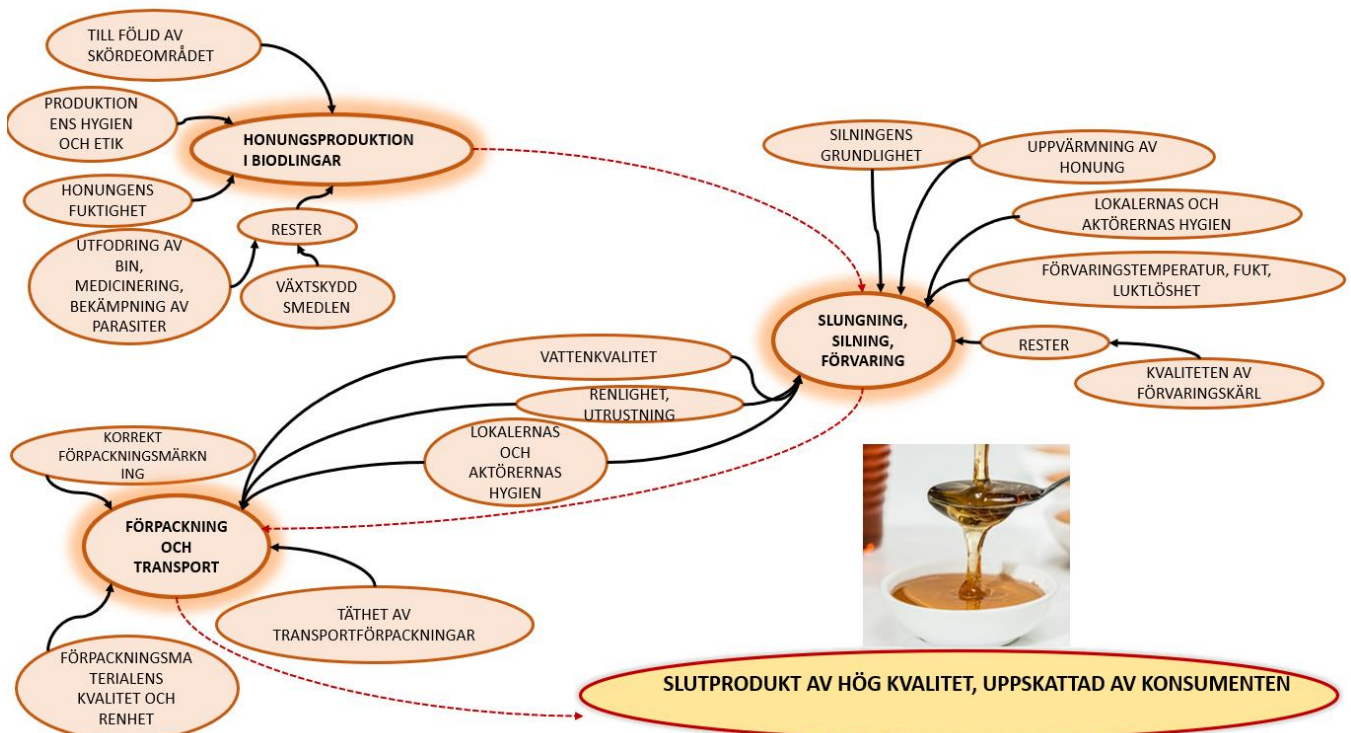 TILL FÖLJD AV
SKÖRDEOMRÅDET
PRODUKTION
ENS HYGIEN
OCH ETIK
HONUNGSPRODUKTION
I BIODLINGAR
HONUNGENS
FUKTIGHET
RESTER
UTFODRING AV
BIN,
MEDICINERING,
BEKÄMPNING AV
PARASITER
VÄXTSKYDD
SMEDLEN
SILNINGENS
GRUNDLIGHET
UPPVÄRMNING AV
HONUNG
LOKALERNAS OCH
AKTÖRERNAS HYGIEN
FÖRVARINGSTEMPERATUR, FUKT,
LUKTLÖSHET
SLUNGNING,
SILNING,
FÖRVARING
RESTER
KVALITETEN AV
FÖRVARINGSKÄRL
VATTENKVALITET
RENLIGHET,
UTRUSTNING
LOKALERNAS
OCH
AKTÖRERNAS
HYGIEN
KORREKT
FÖRPACKNINGSMÄRKN
ING
FÖRPACKNING
OCH
TRANSPORT
TÄTHET AV
TRANSPORTFÖRPACKNINGAR
FÖRPACKNINGSMA
TERIALENS
KVALITET OCH
RENHET
SLUTPRODUKT AV HÖG KVALITET, UPPSKATTAD AV KONSUMENTEN